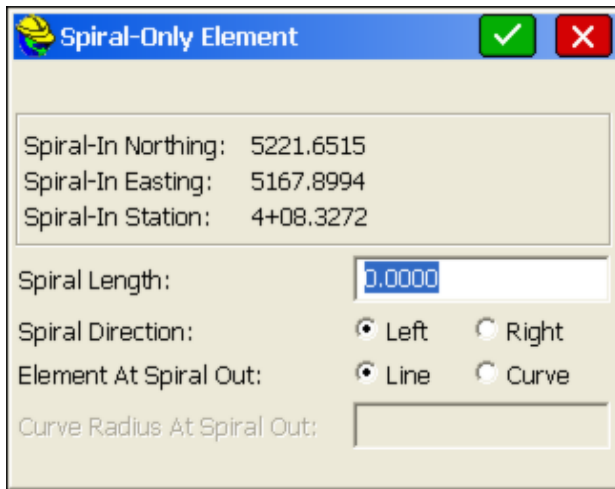 Spiral-Only Element
Spiral-In Northing: 5221.6515
Spiral-In Easting: 5167.8994
Spiral-In Station: 4+08.3272
Spiral Length: 0.0000
Spiral Direction: Left Right
Element At Spiral Out: Line Curve
Curve Radius At Spiral Out: